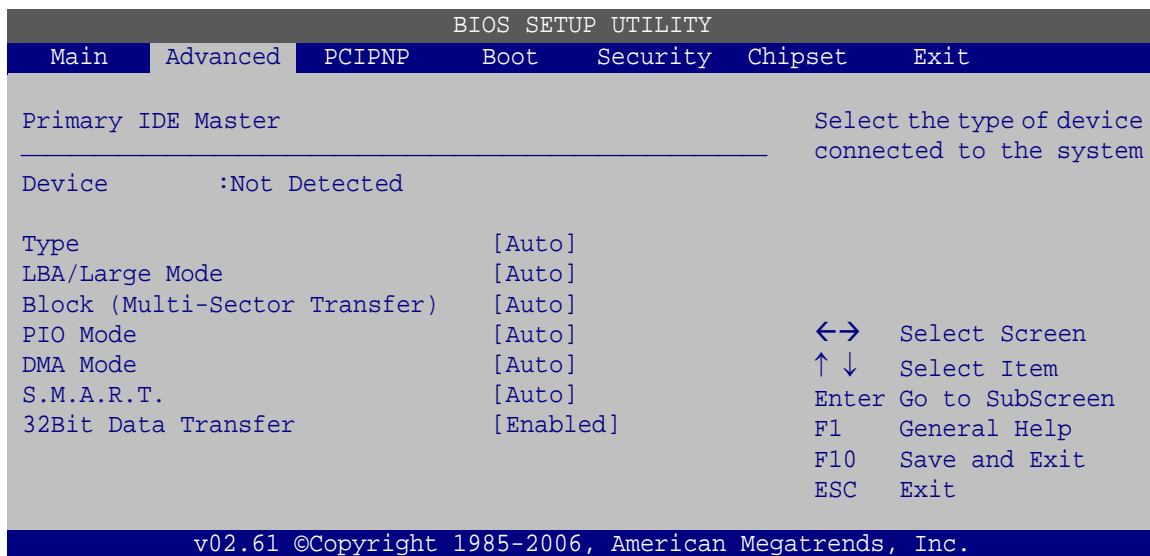 BIOS SETUP UTILITY
Main Advanced PCIPNP Boot Security Chipset Exit
Primary IDE Master
Device :Not Detected
Type [Auto]
LBA/Large Mode [Auto]
Block (Multi-Sector Transfer) [Auto]
PIO Mode [Auto]
DMA Mode [Auto]
S.M.A.R.T. [Auto]
32Bit Data Transfer [Enabled]
Select the type of device
connected to the system
←→ Select Screen
↑ ↓ Select Item
Enter Go to SubScreen
F1 General Help
F10 Save and Exit
ESC Exit
v02.61 ©Copyright 1985-2006, American Megatrends, Inc.